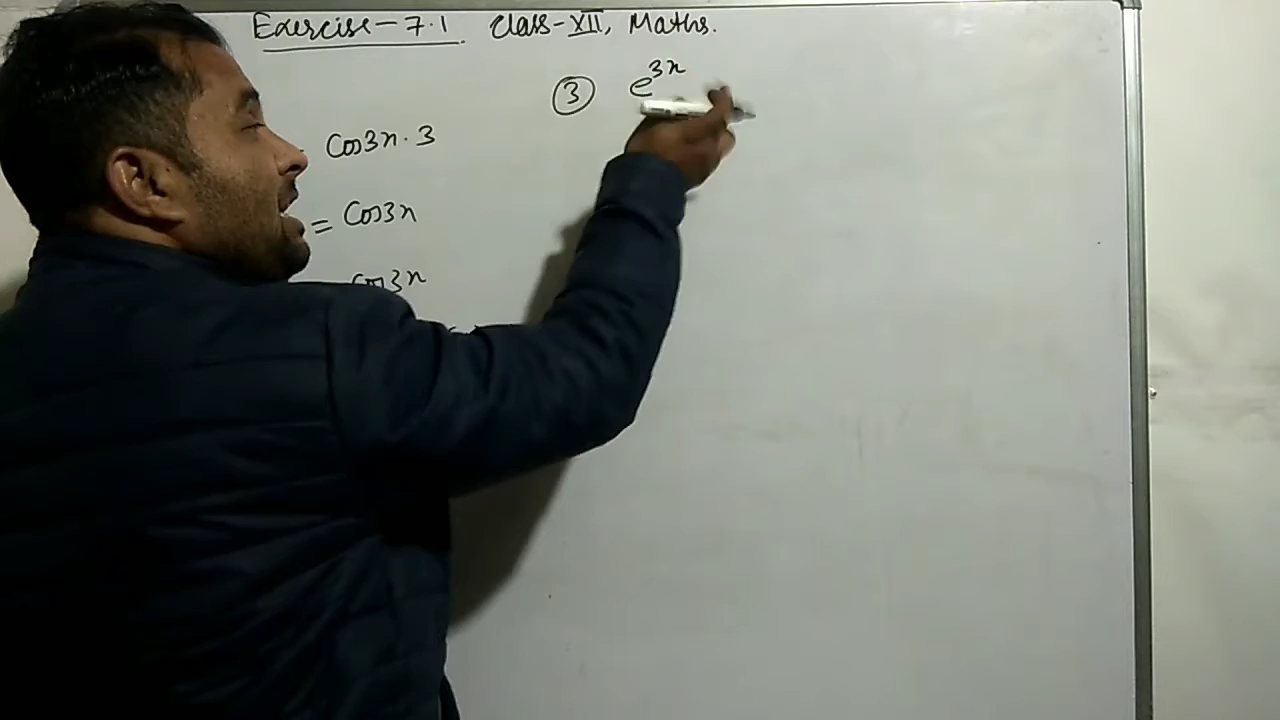 Exercise-7.1 Class-XII, Maths.
③ e^3x
Cos3x.3
= Cos3x
Cos3x